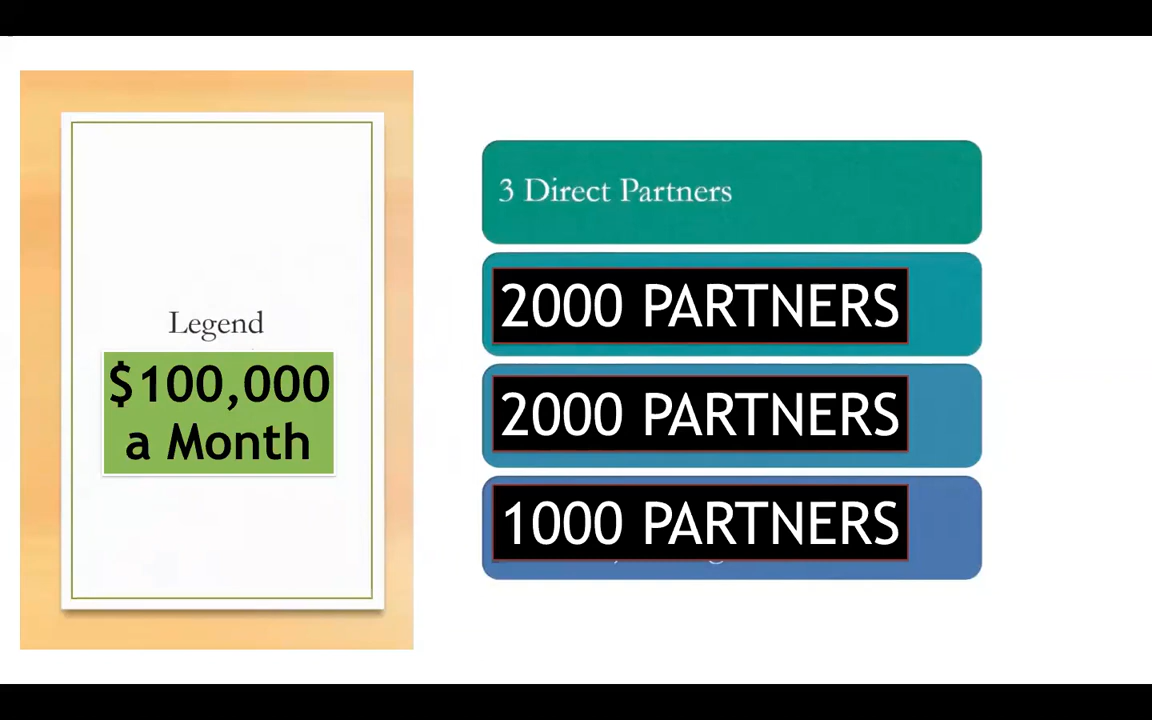 Legend
$100,000
a Month
3 Direct Partners
2000 PARTNERS
2000 PARTNERS
1000 PARTNERS